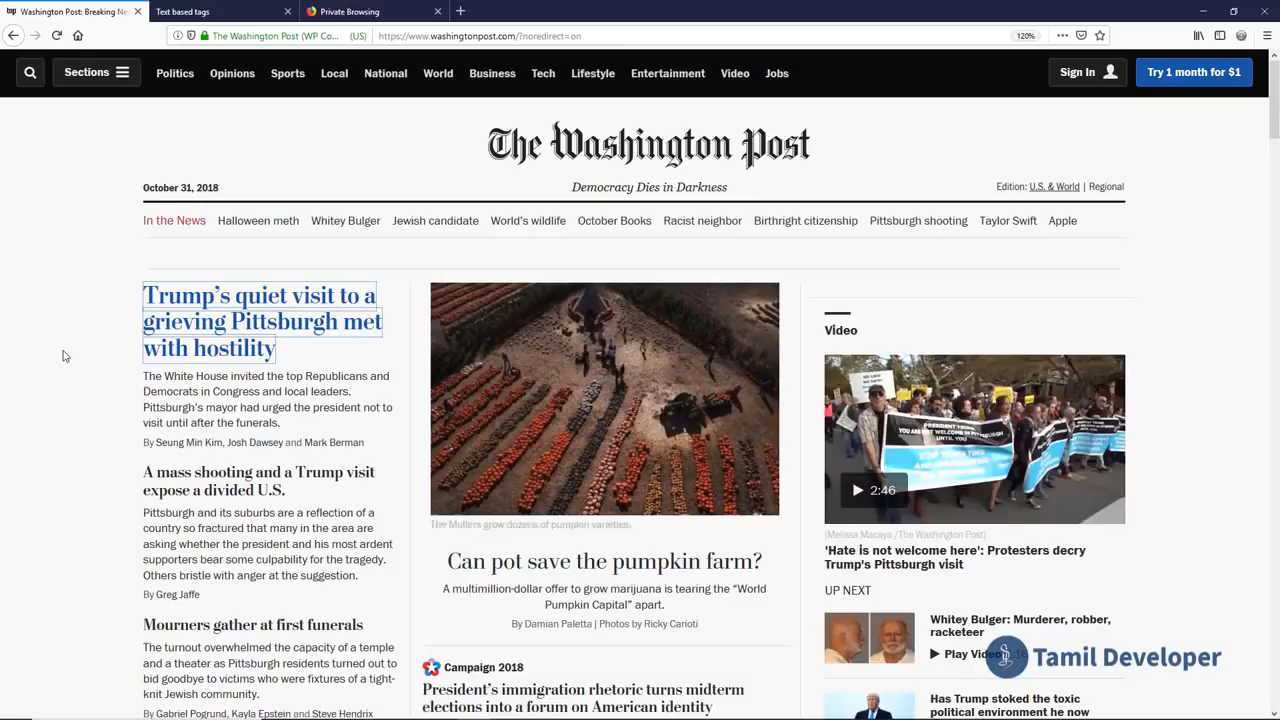 Washington Post: Breaking Ne
Text based tags
Private Browsing
The Washington Post (WP Co... (US)
https://www.washingtonpost.com/?noredirect=on
120%
Sections
Politics Opinions Sports Local National World Business Tech Lifestyle Entertainment Video Jobs
Sign In
Try 1 month for $1
The Washington Post
October 31, 2018
Democracy Dies in Darkness
Edition: U.S. & World | Regional
In the News Halloween meth Whitey Bulger Jewish candidate World's wildlife October Books Racist neighbor Birthright citizenship Pittsburgh shooting Taylor Swift Apple
Trump's quiet visit to a
grieving Pittsburgh met
with hostility
The White House invited the top Republicans and
Democrats in Congress and local leaders.
Pittsburgh's mayor had urged the president not to
visit until after the funerals.
By Seung Min Kim, Josh Dawsey and Mark Berman
A mass shooting and a Trump visit
expose a divided U.S.
Pittsburgh and its suburbs are a reflection of a
country so fractured that many in the area are
asking whether the president and his most ardent
supporters bear some culpability for the tragedy.
Others bristle with anger at the suggestion.
By Greg Jaffe
Mourners gather at first funerals
The turnout overwhelmed the capacity of a temple
and a theater as Pittsburgh residents turned out to
bid goodbye to victims who were fixtures of a tight-
knit Jewish community.
By Gabriel Pogrund, Kayla Epstein and Steve Hendrix
The Mullers grow dozens of pumpkin varieties.
Can pot save the pumpkin farm?
A multimillion-dollar offer to grow marijuana is tearing the "World
Pumpkin Capital" apart.
By Damian Paletta | Photos by Ricky Carioti
Campaign 2018
President's immigration rhetoric turns midterm
elections into a forum on American identity
Video
PRESIDENT TRUMP
YOU ARE NOT WELCOME IN
PITTSBURGH
UNTIL YOU
2:46
(Melissa Macaya /The Washington Post)
'Hate is not welcome here': Protesters decry
Trump's Pittsburgh visit
UP NEXT
Whitey Bulger: Murderer, robber,
racketeer
Play Video
Has Trump stoked the toxic
political environment he now
Tamil Developer